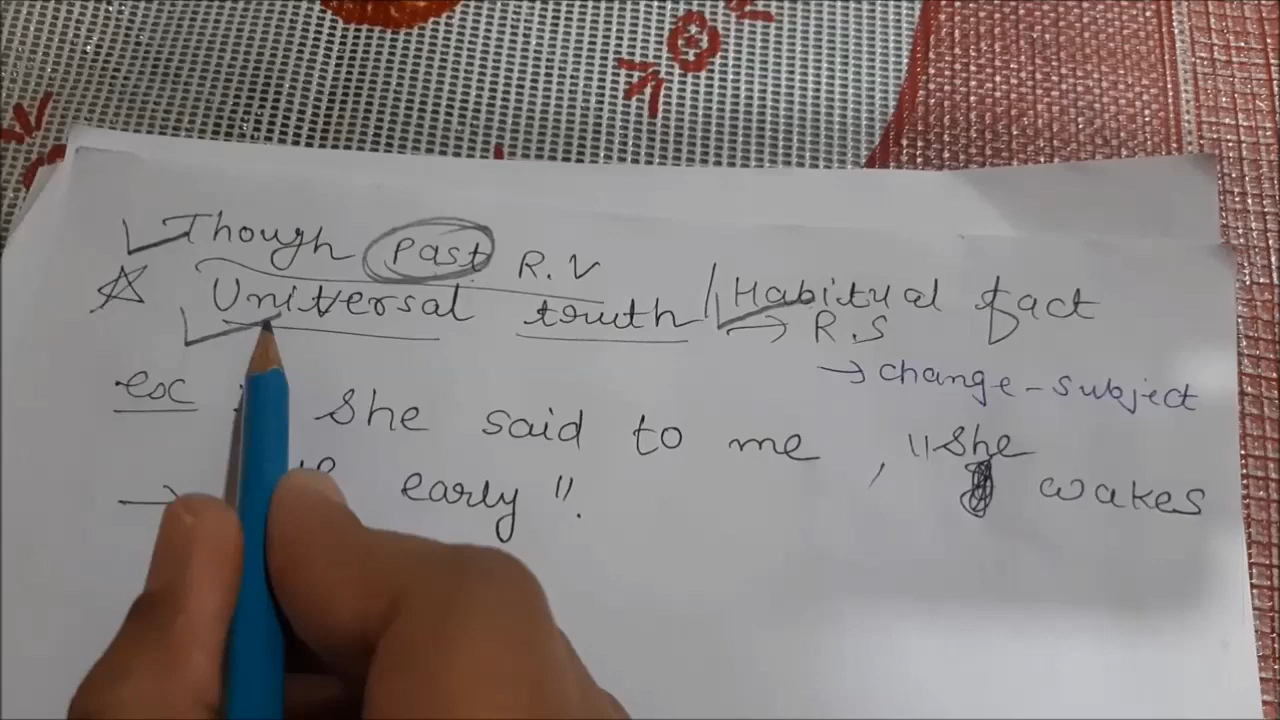 Though Past R.V
Universal truth / Habitual fact
→ R.S
→ change-subject
ex : She said to me, "She wakes
→ early".